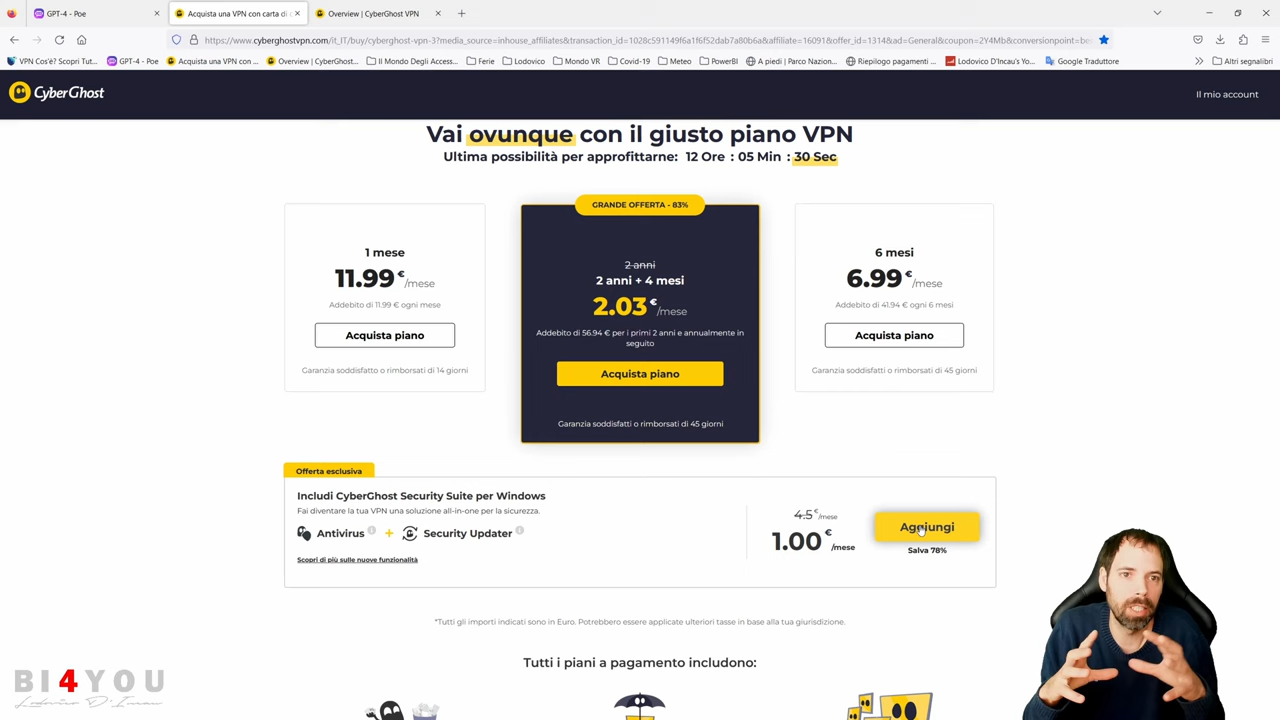 GPT-4 - Poe
Acquista una VPN con carta di c
Overview | CyberGhost VPN
https://www.cyberghostvpn.com/it_IT/buy/cyberghost-vpn-3?media_source=inhouse_affiliates&transaction_id=1028c591149f6a1f6f52dab7a80b6a&affiliate=16091&offer_id=1314&ad=General&coupon=2Y4Mb&conversionpoint=be
VPN Cos'è? Scopri Tut...
GPT-4 - Poe
Acquista una VPN con ...
Overview | CyberGhost...
Il Mondo Degli Access...
Ferie
Lodovico
Mondo VR
Covid-19
Meteo
PowerBI
A piedi | Parco Nazion...
Riepilogo pagamenti ...
Lodovico D'Incau's Yo...
Google Traduttore
Altri segnalibri
CyberGhost
Il mio account
Vai ovunque con il giusto piano VPN
Ultima possibilità per approfittarne: 12 Ore : 05 Min : 30 Sec
1 mese
11.99 €/mese
Addebito di 11.99 € ogni mese
Acquista piano
Garanzia soddisfatto o rimborsati di 14 giorni
GRANDE OFFERTA - 83%
2 anni
2 anni + 4 mesi
2.03 €/mese
Addebito di 56.94 € per i primi 2 anni e annualmente in
seguito
Acquista piano
Garanzia soddisfatti o rimborsati di 45 giorni
6 mesi
6.99 €/mese
Addebito di 41.94 € ogni 6 mesi
Acquista piano
Garanzia soddisfatti o rimborsati di 45 giorni
Offerta esclusiva
Includi CyberGhost Security Suite per Windows
Fai diventare la tua VPN una soluzione all-in-one per la sicurezza.
Antivirus + Security Updater
Scopri di più sulle nuove funzionalità
4.5 €/mese
1.00 €/mese
Aggiungi
Salva 78%
*Tutti gli importi indicati sono in Euro. Potrebbero essere applicate ulteriori tasse in base alla tua giurisdizione.
Tutti i piani a pagamento includono:
BI4YOU
Lodovico D'Incau